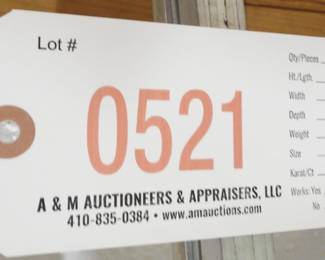 Lot #
Qty/Pieces
Ht./Lgth.
Width
Depth
0521
Weight
Size
Karat/Ct
A & M AUCTIONEERS & APPRAISERS, LLC
Works: Yes
410-835-0384 • www.amauctions.com
No